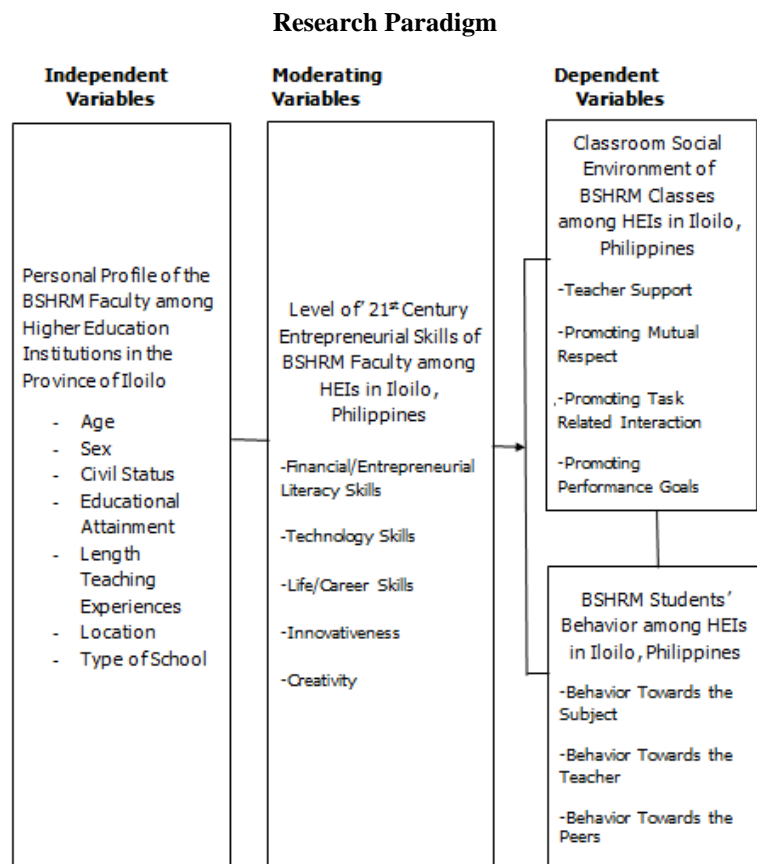 Research Paradigm
Independent
Variables
Moderating
Variables
Dependent
Variables
Personal Profile of the
BSHRM Faculty among
Higher Education
Institutions in the
Province of Iloilo
- Age
- Sex
- Civil Status
- Educational
Attainment
- Length
Teaching
Experiences
- Location
- Type of School
Level of' 21st Century
Entrepreneurial Skills of
BSHRM Faculty among
HEIs in Iloilo,
Philippines
-Financial/Entrepreneurial
Literacy Skills
-Technology Skills
-Life/Career Skills
-Innovativeness
-Creativity
Classroom Social
Environment of
BSHRM Classes
among HEIs in Iloilo,
Philippines
-Teacher Support
-Promoting Mutual
Respect
.-Promoting Task
Related Interaction
-Promoting
Performance Goals
BSHRM Students'
Behavior among HEIs
in Iloilo, Philippines
-Behavior Towards the
Subject
-Behavior Towards the
Teacher
-Behavior Towards the
Peers